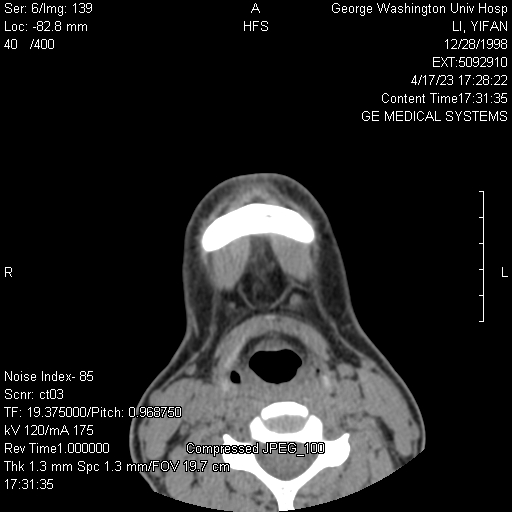 Ser: 6/Img: 139
Loc: -82.8 mm
40 /400
A
HFS
George Washington Univ Hosp
LI, YIFAN
12/28/1998
EXT:5092910
4/17/23 17:28:22
Content Time17:31:35
GE MEDICAL SYSTEMS
R
L
Noise Index- 85
Scnr: ct03
TF: 19.375000/Pitch: 0.968750
kV 120/mA 175
Rev Time1.000000
Compressed JPEG_100
Thk 1.3 mm Spc 1.3 mm/FOV 19.7 cm
17:31:35